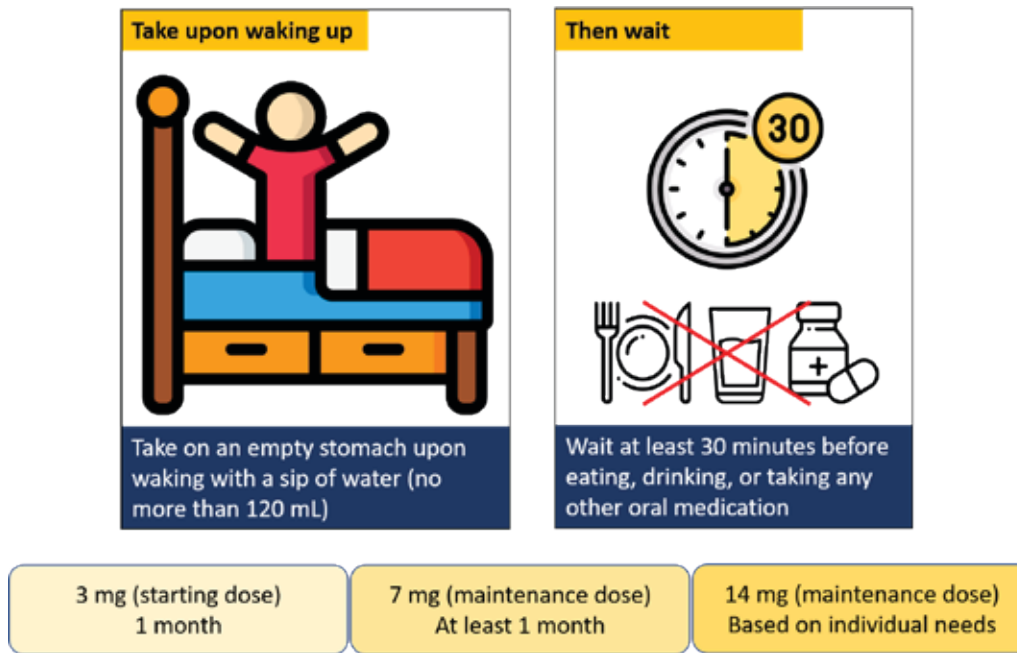 Take upon waking up
Take on an empty stomach upon
waking with a sip of water (no
more than 120 mL)
Then wait
30
Wait at least 30 minutes before
eating, drinking, or taking any
other oral medication
3 mg (starting dose)
1 month
7 mg (maintenance dose)
At least 1 month
14 mg (maintenance dose)
Based on individual needs